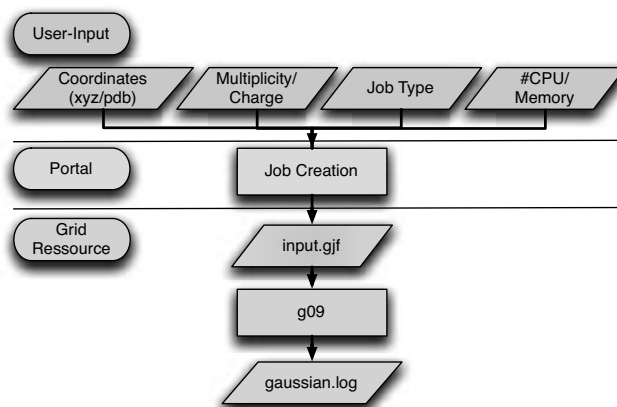 User-Input
Coordinates
(xyz/pdb)
Multiplicity/
Charge
Job Type
#CPU/
Memory
Portal
Job Creation
Grid
Ressource
input.gjf
g09
gaussian.log